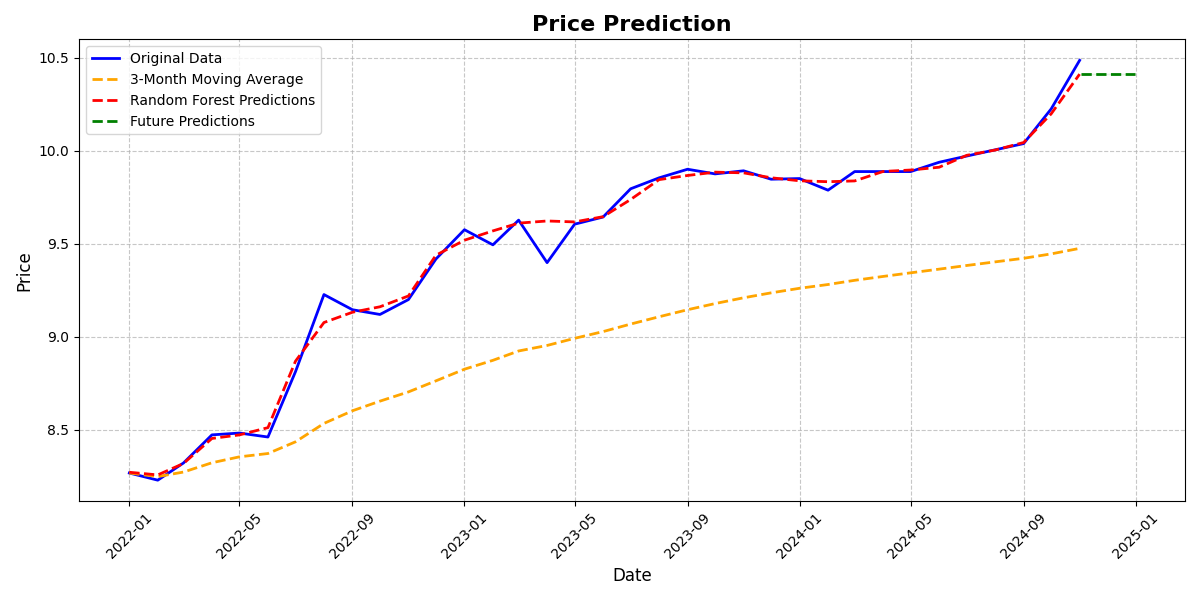 Price Prediction
Original Data
3-Month Moving Average
Random Forest Predictions
Future Predictions
10.5
10.0
9.5
9.0
8.5
Price
2022-01
2022-05
2022-09
2023-01
2023-05
2023-09
2024-01
2024-05
2024-09
2025-01
Date